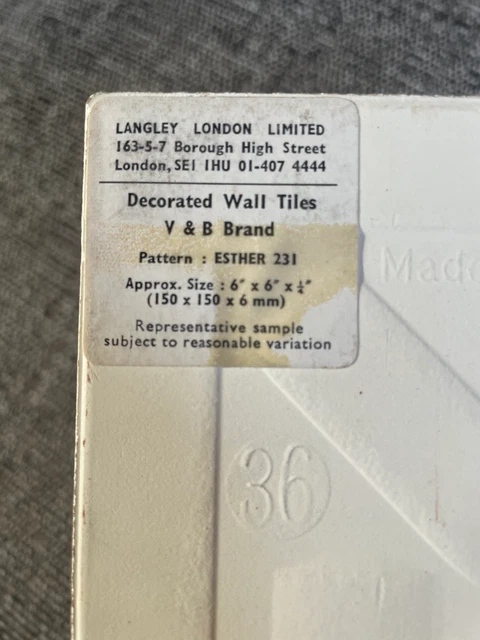 LANGLEY LONDON LIMITED
163-5-7 Borough High Street
London, SE1 1HU 01-407 4444
Decorated Wall Tiles
V & B Brand
Pattern : ESTHER 231
Approx. Size : 6" x 6" x ¼"
(150 x 150 x 6 mm)
Representative sample
subject to reasonable variation
Made
36